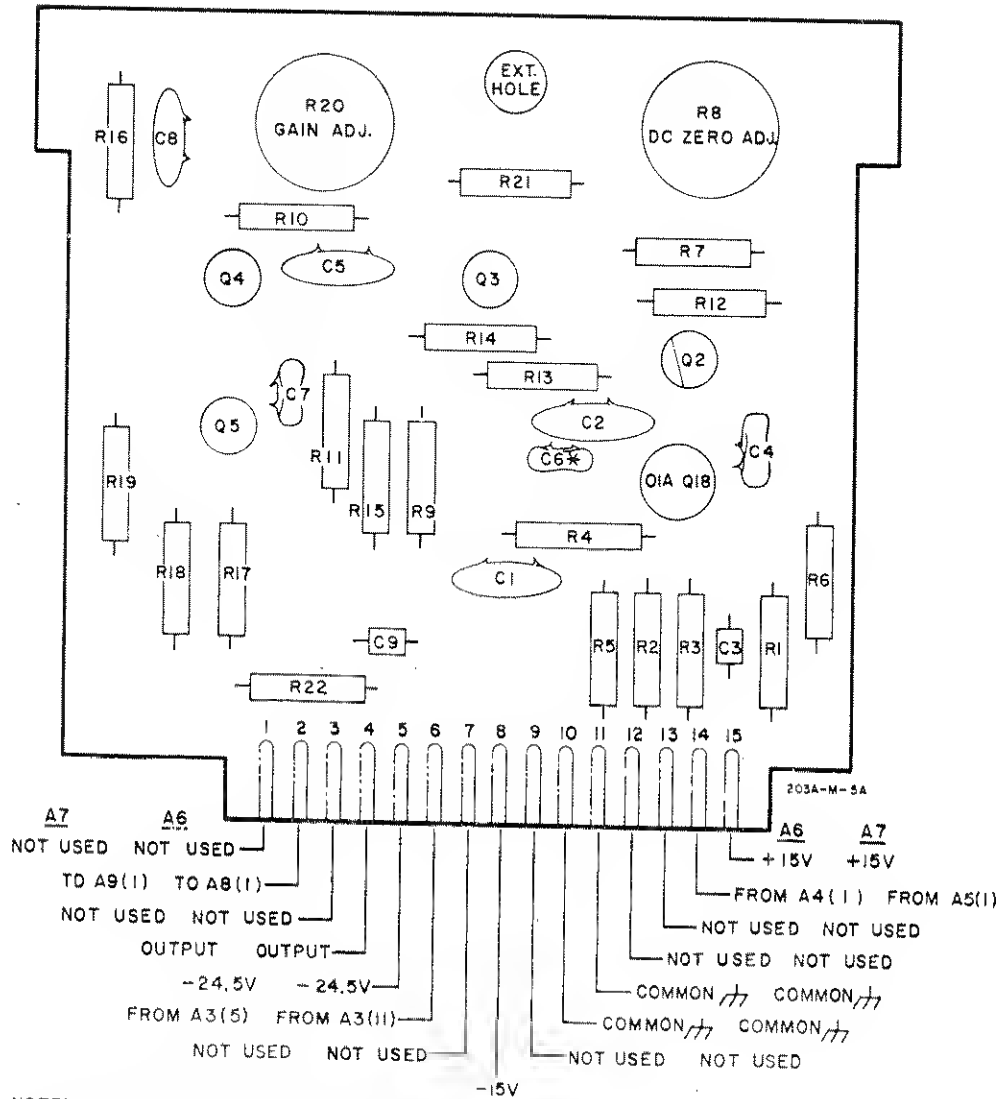 EXT.
HOLE
R20
GAIN ADJ.
R8
DC ZERO ADJ.
R16
C8
R21
R10
R7
C5
Q4
Q3
R12
R14
Q2
R13
C7
C2
Q5
R11
C6*
C4
R19
R15
R9
Q1A Q1B
R4
R18
R17
C1
R6
R5
R2
R3
C3
R1
C9
R22
1 2 3 4 5 6 7 8 9 10 11 12 13 14 15
203A-M-5A
A7 A6
A6 A7
NOT USED NOT USED
+15V +15V
TO A9(1) TO A8(1)
FROM A4(1) FROM A5(1)
NOT USED NOT USED
NOT USED NOT USED
OUTPUT OUTPUT
NOT USED NOT USED
-24.5V -24.5V
COMMON COMMON
FROM A3(5) FROM A3(11)
COMMON COMMON
NOT USED NOT USED
NOT USED NOT USED
-15V